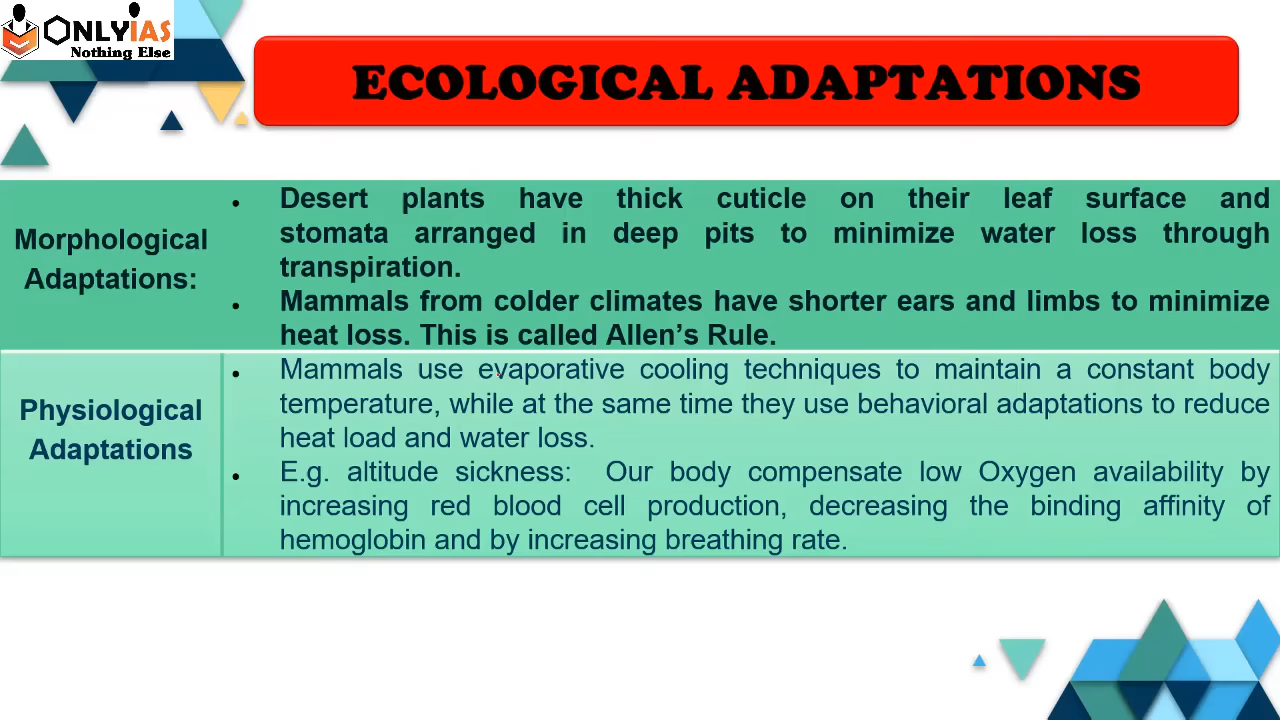 ONLYIAS
Nothing Else
ECOLOGICAL ADAPTATIONS
Morphological
Adaptations:
• Desert plants have thick cuticle on their leaf surface and
stomata arranged in deep pits to minimize water loss through
transpiration.
• Mammals from colder climates have shorter ears and limbs to minimize
heat loss. This is called Allen’s Rule.
Physiological
Adaptations
• Mammals use evaporative cooling techniques to maintain a constant body
temperature, while at the same time they use behavioral adaptations to reduce
heat load and water loss.
• E.g. altitude sickness: Our body compensate low Oxygen availability by
increasing red blood cell production, decreasing the binding affinity of
hemoglobin and by increasing breathing rate.